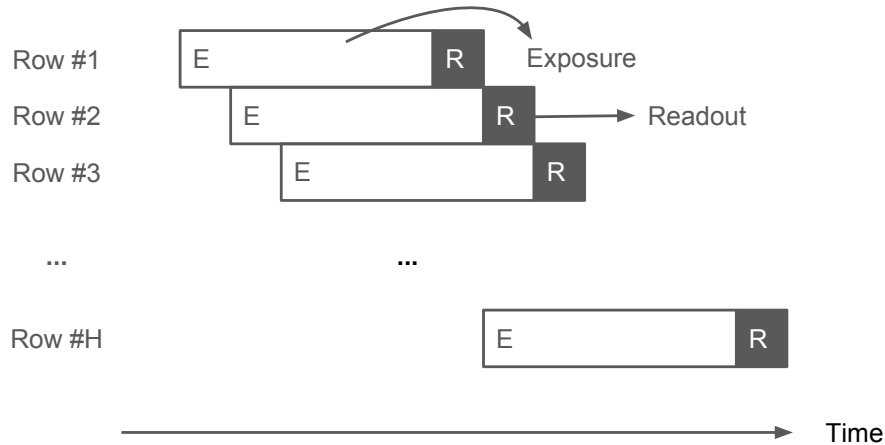 Row #1 E R Exposure
Row #2 E R Readout
Row #3 E R
... ...
Row #H E R
Time